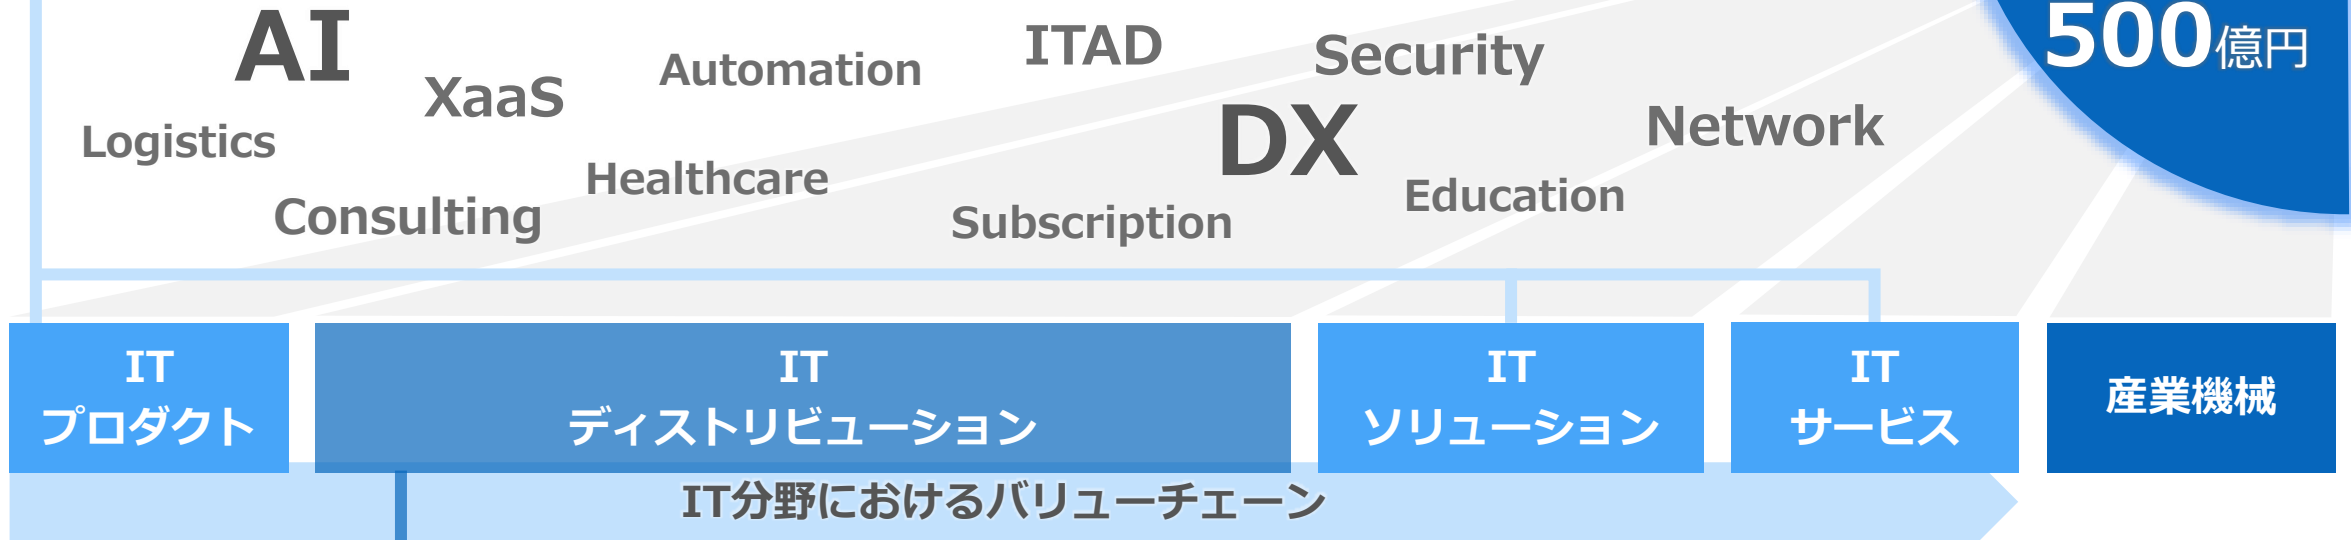 AI
ITAD
500億円
Security
Automation
XaaS
DX
Network
Logistics
Healthcare
Education
Consulting
Subscription
IT
プロダクト
IT
ディストリビューション
IT
ソリューション
IT
サービス
産業機械
IT分野におけるバリューチェーン